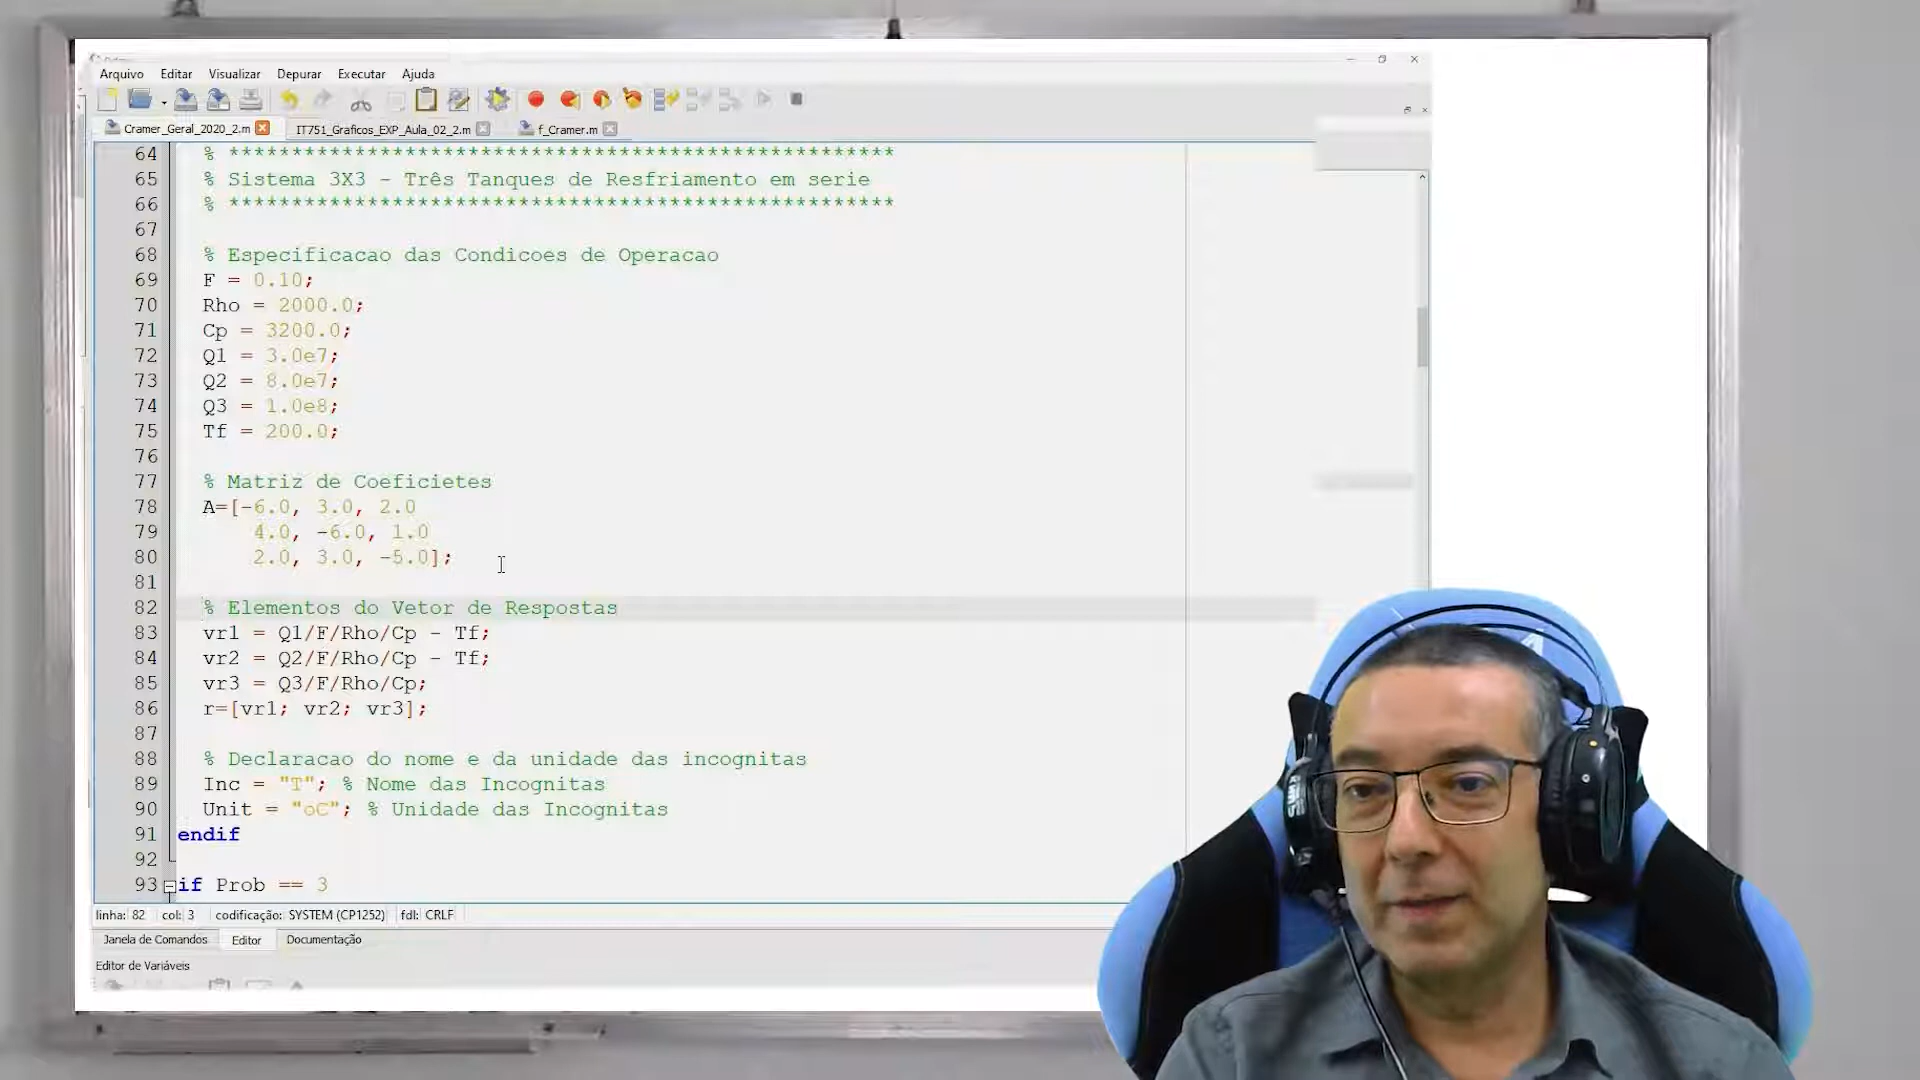 Arquivo Editar Visualizar Depurar Executar Ajuda
Cramer_Geral_2020_2.m IT751_Graficos_EXP_Aula_02_2.m f_Cramer.m
64 % *****************************************************
65 % Sistema 3X3 - Três Tanques de Resfriamento em serie
66 % *****************************************************
67
68 % Especificacao das Condicoes de Operacao
69 F = 0.10;
70 Rho = 2000.0;
71 Cp = 3200.0;
72 Q1 = 3.0e7;
73 Q2 = 8.0e7;
74 Q3 = 1.0e8;
75 Tf = 200.0;
76
77 % Matriz de Coeficietes
78 A=[-6.0, 3.0, 2.0
79 4.0, -6.0, 1.0
80 2.0, 3.0, -5.0];
81
82 % Elementos do Vetor de Respostas
83 vr1 = Q1/F/Rho/Cp - Tf;
84 vr2 = Q2/F/Rho/Cp - Tf;
85 vr3 = Q3/F/Rho/Cp;
86 r=[vr1; vr2; vr3];
87
88 % Declaracao do nome e da unidade das incognitas
89 Inc = "T"; % Nome das Incognitas
90 Unit = "oC"; % Unidade das Incognitas
91 endif
92
93 if Prob == 3
linha: 82 col: 3 codificação: SYSTEM (CP1252) fdl: CRLF
Janela de Comandos Editor Documentação
Editor de Variáveis